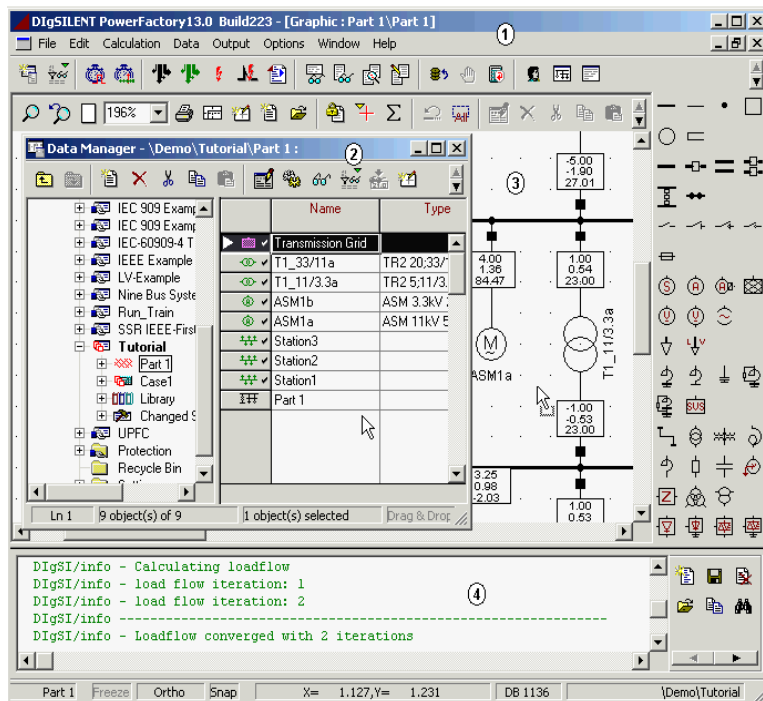 DIgSILENT PowerFactory13.0 Build223 - [Graphic : Part 1\Part 1]
File Edit Calculation Data Output Options Window Help
1
196%
Data Manager - \Demo\Tutorial\Part 1 :
2
3
Name Type
IEC 909 Examp
IEC 909 Examp
IEC-60909-4 T
IEEE Example
LV-Example
Nine Bus Syste
Run_Train
SSR IEEE-First
Tutorial
Part 1
Case1
Library
Changed S
UPFC
Protection
Recycle Bin
Transmission Grid
T1_33/11a TR2 20;33/
T1_11/3.3a TR2 5;11/3.
ASM1b ASM 3.3kV
ASM1a ASM 11kV 5
Station3
Station2
Station1
Part 1
Ln 1 9 object(s) of 9 1 object(s) selected Drag & Drop
-5.00
-1.90
27.01
4.00
1.36
84.47
1.00
0.54
23.00
M
ASM1a
T1_11/3.3a
-1.00
-0.53
23.00
3.25
0.98
-2.03
1.00
0.53
S A A
SVS
Z
DIgSI/info - Calculating loadflow
DIgSI/info - load flow iteration: 1
DIgSI/info - load flow iteration: 2
DIgSI/info -----------------------------------------------------------------
DIgSI/info - Loadflow converged with 2 iterations
4
Part 1 Freeze Ortho Snap X= 1.127,Y= 1.231 DB 1136 \Demo\Tutorial